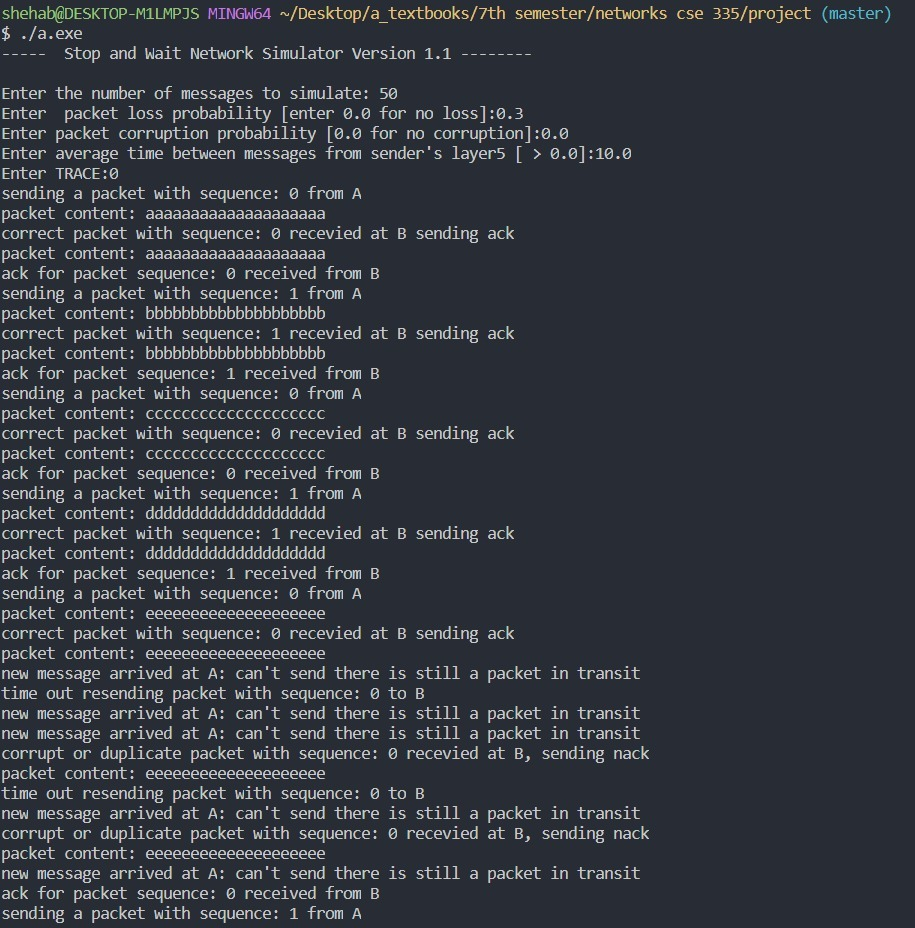 shehab@DESKTOP-M1LMPJS MINGW64 ~/Desktop/a_textbooks/7th semester/networks cse 335/project (master)
$ ./a.exe
-----  Stop and Wait Network Simulator Version 1.1 --------

Enter the number of messages to simulate: 50
Enter  packet loss probability [enter 0.0 for no loss]:0.3
Enter packet corruption probability [0.0 for no corruption]:0.0
Enter average time between messages from sender's layer5 [ > 0.0]:10.0
Enter TRACE:0
sending a packet with sequence: 0 from A
packet content: aaaaaaaaaaaaaaaaaaaa
correct packet with sequence: 0 recevied at B sending ack
packet content: aaaaaaaaaaaaaaaaaaaa
ack for packet sequence: 0 received from B
sending a packet with sequence: 1 from A
packet content: bbbbbbbbbbbbbbbbbbbb
correct packet with sequence: 1 recevied at B sending ack
packet content: bbbbbbbbbbbbbbbbbbbb
ack for packet sequence: 1 received from B
sending a packet with sequence: 0 from A
packet content: cccccccccccccccccccc
correct packet with sequence: 0 recevied at B sending ack
packet content: cccccccccccccccccccc
ack for packet sequence: 0 received from B
sending a packet with sequence: 1 from A
packet content: dddddddddddddddddddd
correct packet with sequence: 1 recevied at B sending ack
packet content: dddddddddddddddddddd
ack for packet sequence: 1 received from B
sending a packet with sequence: 0 from A
packet content: eeeeeeeeeeeeeeeeeeee
correct packet with sequence: 0 recevied at B sending ack
packet content: eeeeeeeeeeeeeeeeeeee
new message arrived at A: can't send there is still a packet in transit
time out resending packet with sequence: 0 to B
new message arrived at A: can't send there is still a packet in transit
new message arrived at A: can't send there is still a packet in transit
corrupt or duplicate packet with sequence: 0 recevied at B, sending nack
packet content: eeeeeeeeeeeeeeeeeeee
time out resending packet with sequence: 0 to B
new message arrived at A: can't send there is still a packet in transit
corrupt or duplicate packet with sequence: 0 recevied at B, sending nack
packet content: eeeeeeeeeeeeeeeeeeee
new message arrived at A: can't send there is still a packet in transit
ack for packet sequence: 0 received from B
sending a packet with sequence: 1 from A